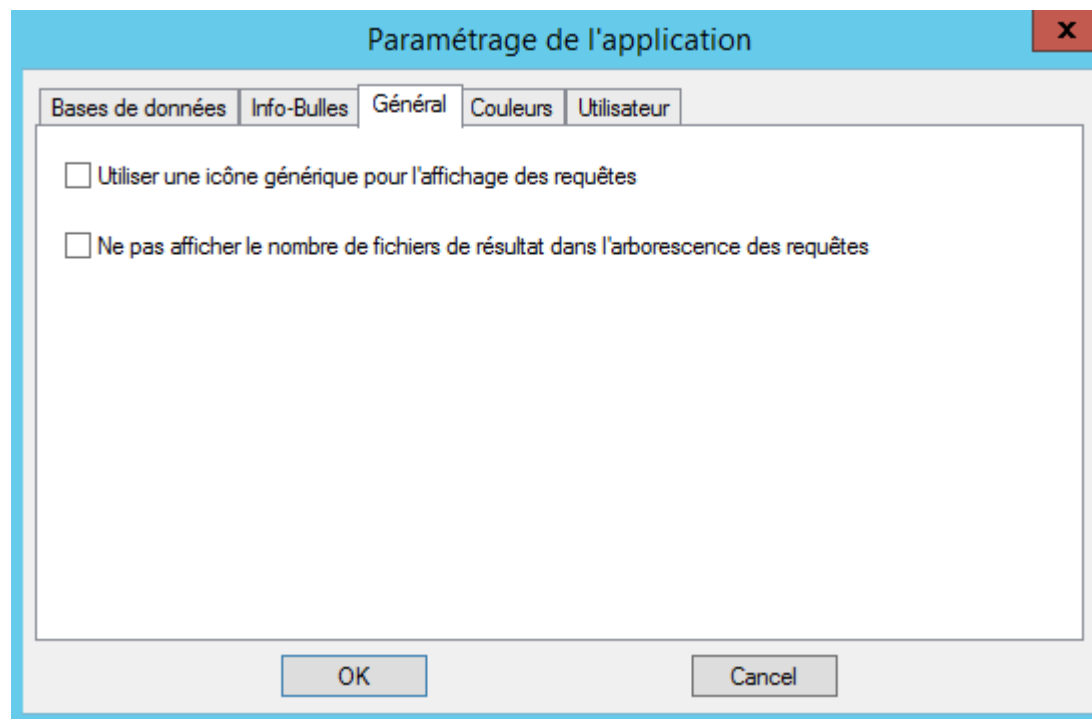 Paramétrage de l'application
x
Bases de données Info-Bulles Général Couleurs Utilisateur
Utiliser une icône générique pour l'affichage des requêtes
Ne pas afficher le nombre de fichiers de résultat dans l'arborescence des requêtes
OK Cancel